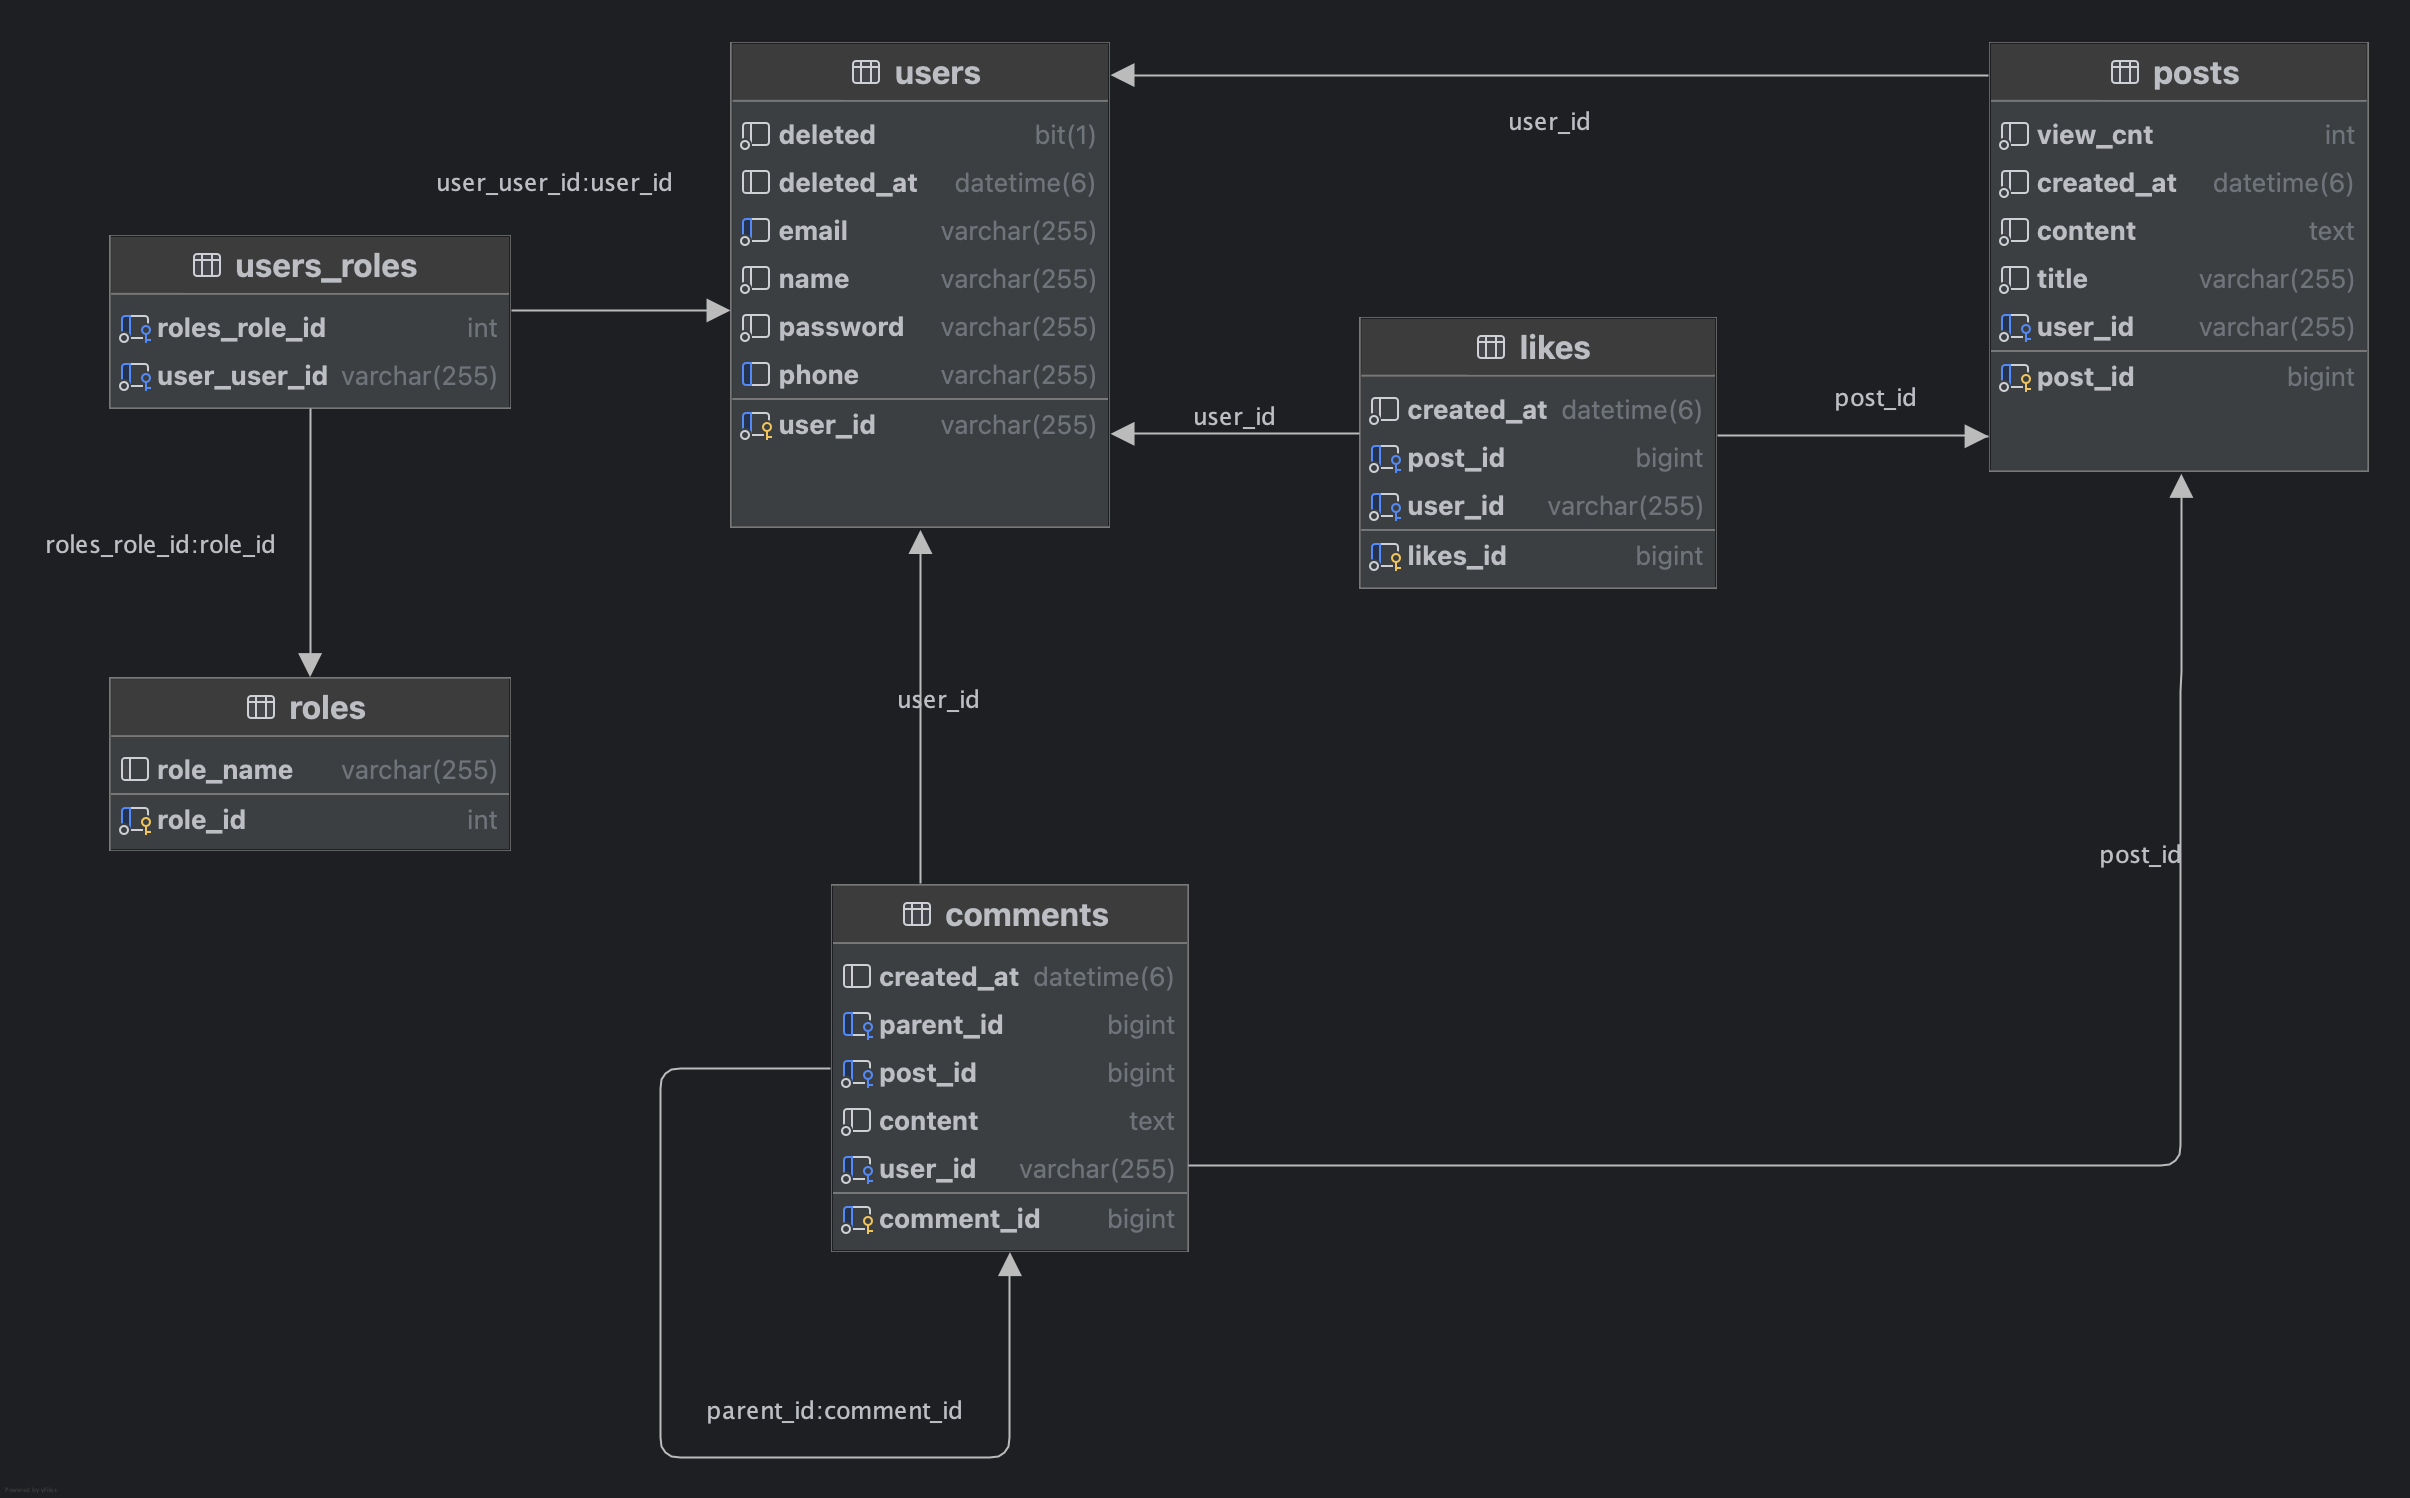 users
deleted bit(1)
deleted_at datetime(6)
email varchar(255)
name varchar(255)
password varchar(255)
phone varchar(255)
user_id varchar(255)
posts
view_cnt int
created_at datetime(6)
content text
title varchar(255)
user_id varchar(255)
post_id bigint
user_id
user_user_id:user_id
users_roles
roles_role_id int
user_user_id varchar(255)
likes
created_at datetime(6)
post_id bigint
user_id varchar(255)
likes_id bigint
user_id
post_id
roles_role_id:role_id
roles
role_name varchar(255)
role_id int
user_id
post_id
comments
created_at datetime(6)
parent_id bigint
post_id bigint
content text
user_id varchar(255)
comment_id bigint
parent_id:comment_id
Powered by yFiles